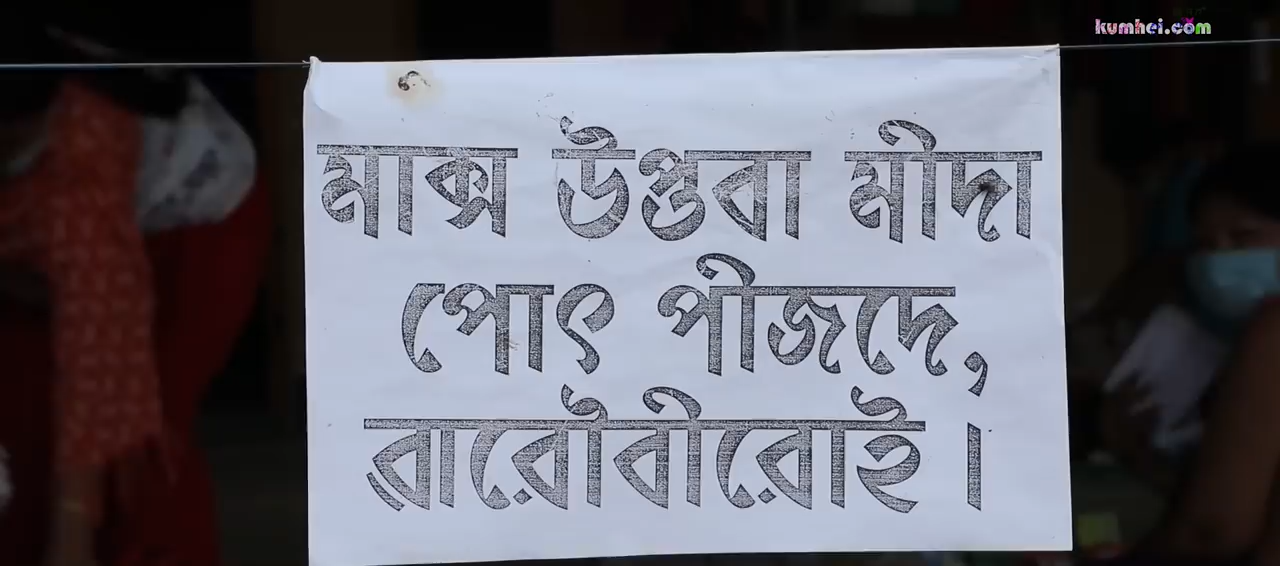 kumhei.com
মাক্স উপ্তবা মীদা
পোৎ পীজদে,
ৱারৌবীরোই ।